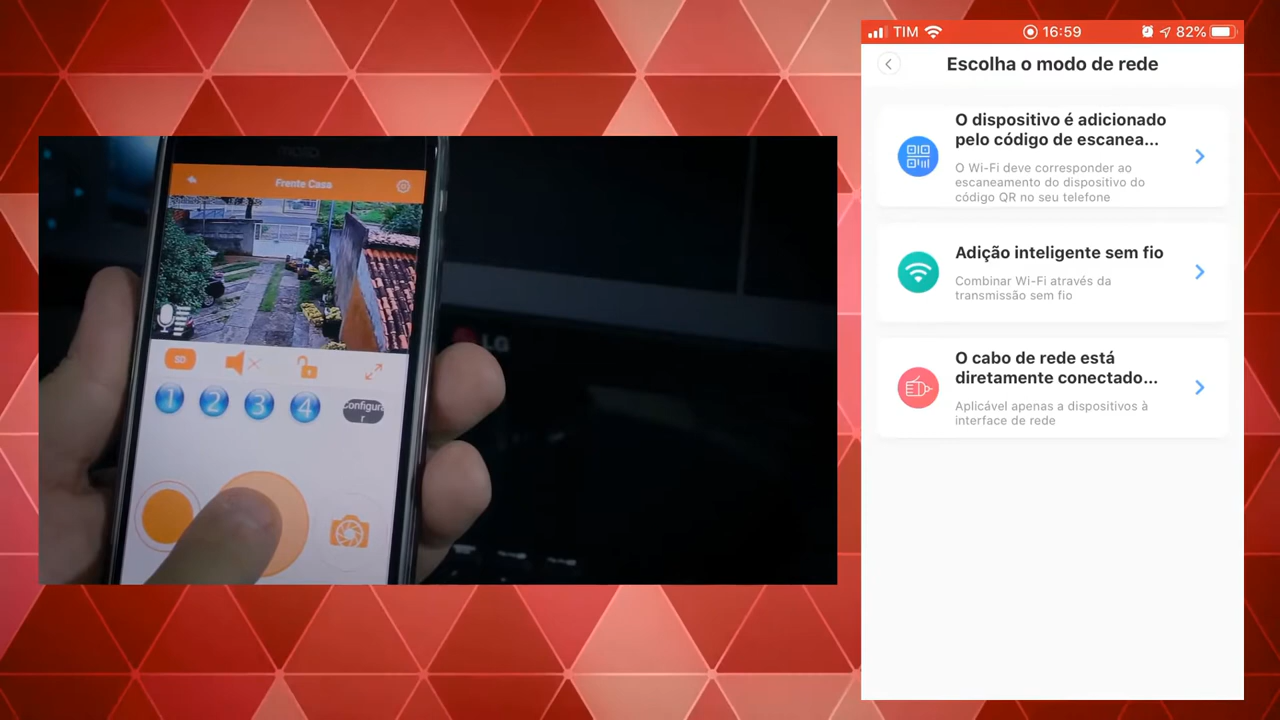 Frente Casa
SD
1 2 3 4
Configura
r
LG
TIM
16:59
82%
Escolha o modo de rede
O dispositivo é adicionado
pelo código de escanea...
O Wi-Fi deve corresponder ao
escaneamento do dispositivo do
código QR no seu telefone
Adição inteligente sem fio
Combinar Wi-Fi através da
transmissão sem fio
O cabo de rede está
diretamente conectado...
Aplicável apenas a dispositivos à
interface de rede